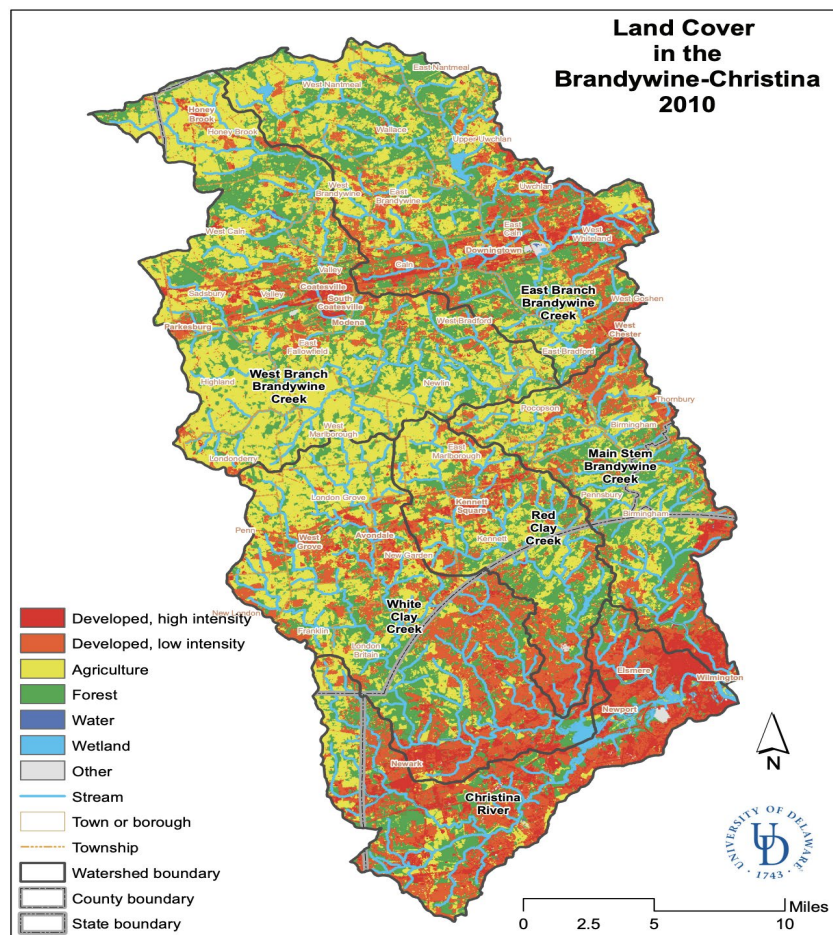 Land Cover
in the
Brandywine-Christina
2010
East Nantmeal
West Nantmeal
Honey
Brook
Honey Brook
Wallace
Upper Uwchlan
West
Brandywine
East
Brandywine
Uwchlan
West Caln
East
Caln
West
Whiteland
Downingtown
Valley
Caln
Sadsbury
Valley
Coatesville
South
Coatesville
East Branch
Brandywine
Creek
West Goshen
Parkesburg
Modena
West Bradford
West
Chester
East
Fallowfield
East Bradford
West Branch
Brandywine
Creek
Highland
Newlin
Thornbury
Pocopson
West
Marlborough
Birmingham
East
Marlborough
Londonderry
Main Stem
Brandywine
Creek
London Grove
Kennett
Square
Pennsbury
Red
Clay
Creek
Birmingham
Penn
West
Grove
Avondale
Kennett
New Garden
White
Clay
Creek
New London
Franklin
London
Britain
Elsmere
Wilmington
Newport
Newark
Christina
River
Developed, high intensity
Developed, low intensity
Agriculture
Forest
Water
Wetland
Other
Stream
Town or borough
Township
Watershed boundary
County boundary
State boundary
N
UNIVERSITY OF DELAWARE
UD
· 1743 ·
Miles
0 2.5 5 10